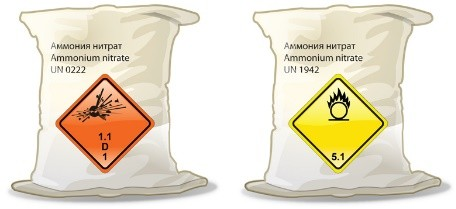 Аммония нитрат
Ammonium nitrate
UN 0222
1.1
D
1
Аммония нитрат
Ammonium nitrate
UN 1942
5.1